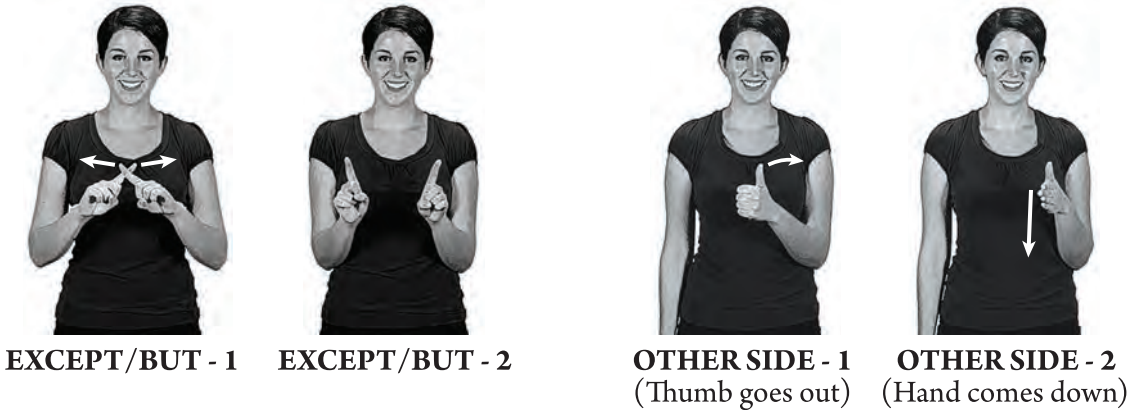 EXCEPT/BUT - 1
EXCEPT/BUT - 2
OTHER SIDE - 1
(Thumb goes out)
OTHER SIDE - 2
(Hand comes down)